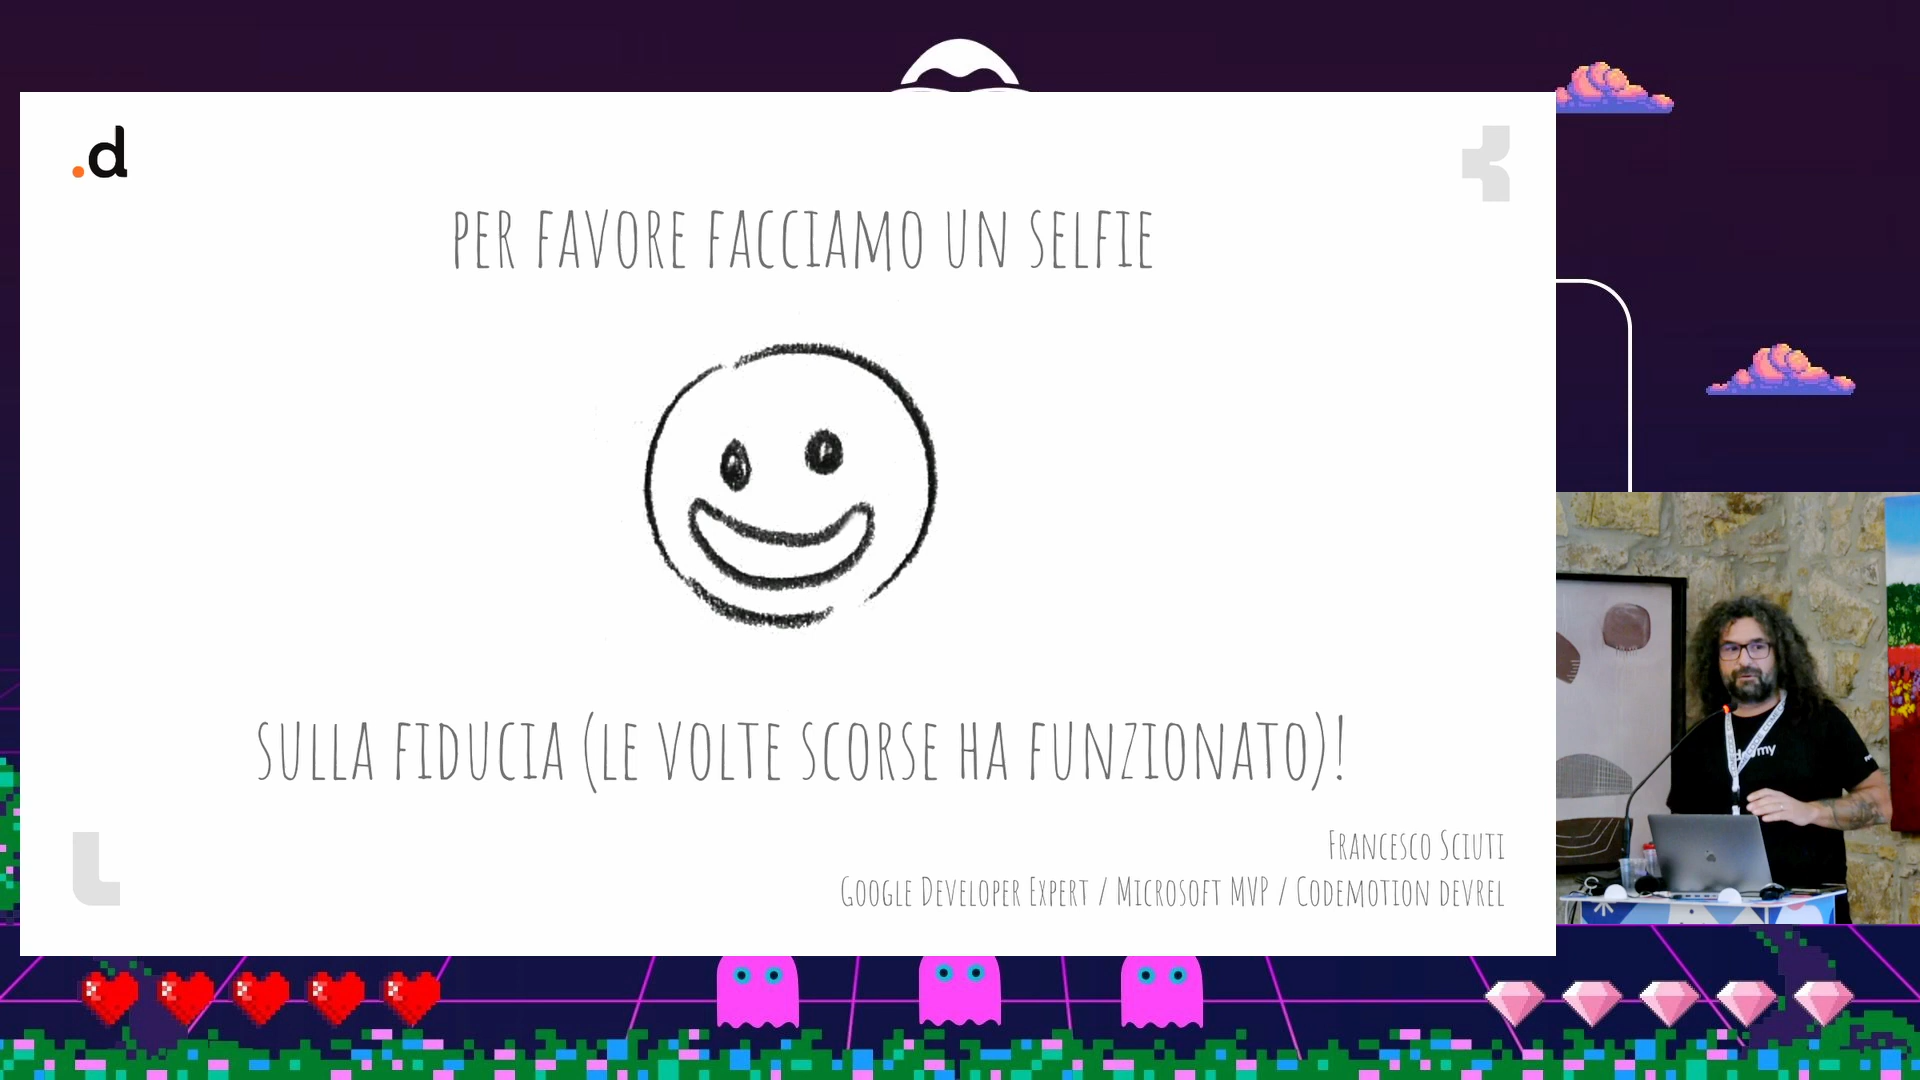 .d
PER FAVORE FACCIAMO UN SELFIE
SULLA FIDUCIA (LE VOLTE SCORSE HA FUNZIONATO)!
FRANCESCO SCIUTI
GOOGLE DEVELOPER EXPERT / MICROSOFT MVP / CODEMOTION DEVREL